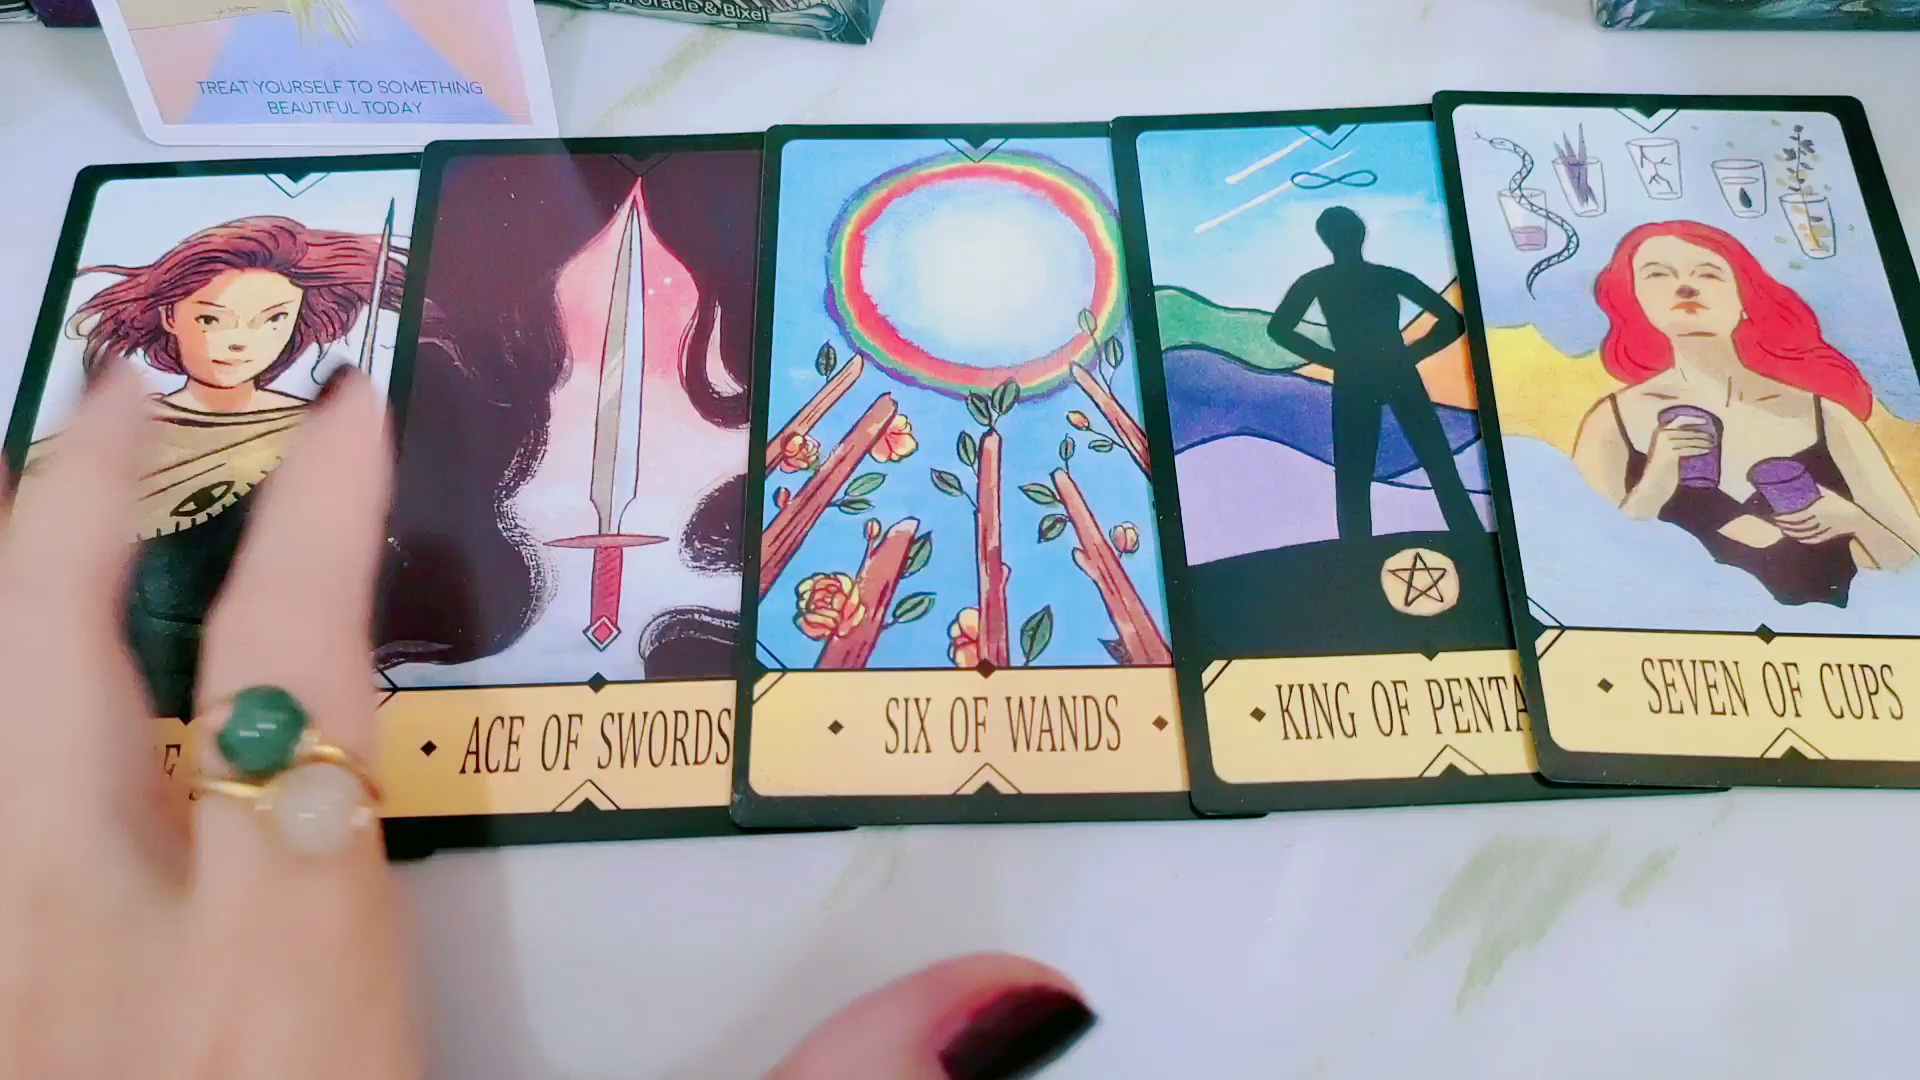 Oracle & Bixel
TREAT YOURSELF TO SOMETHING
BEAUTIFUL TODAY
ACE OF SWORDS
SIX OF WANDS
KING OF PENTA
SEVEN OF CUPS